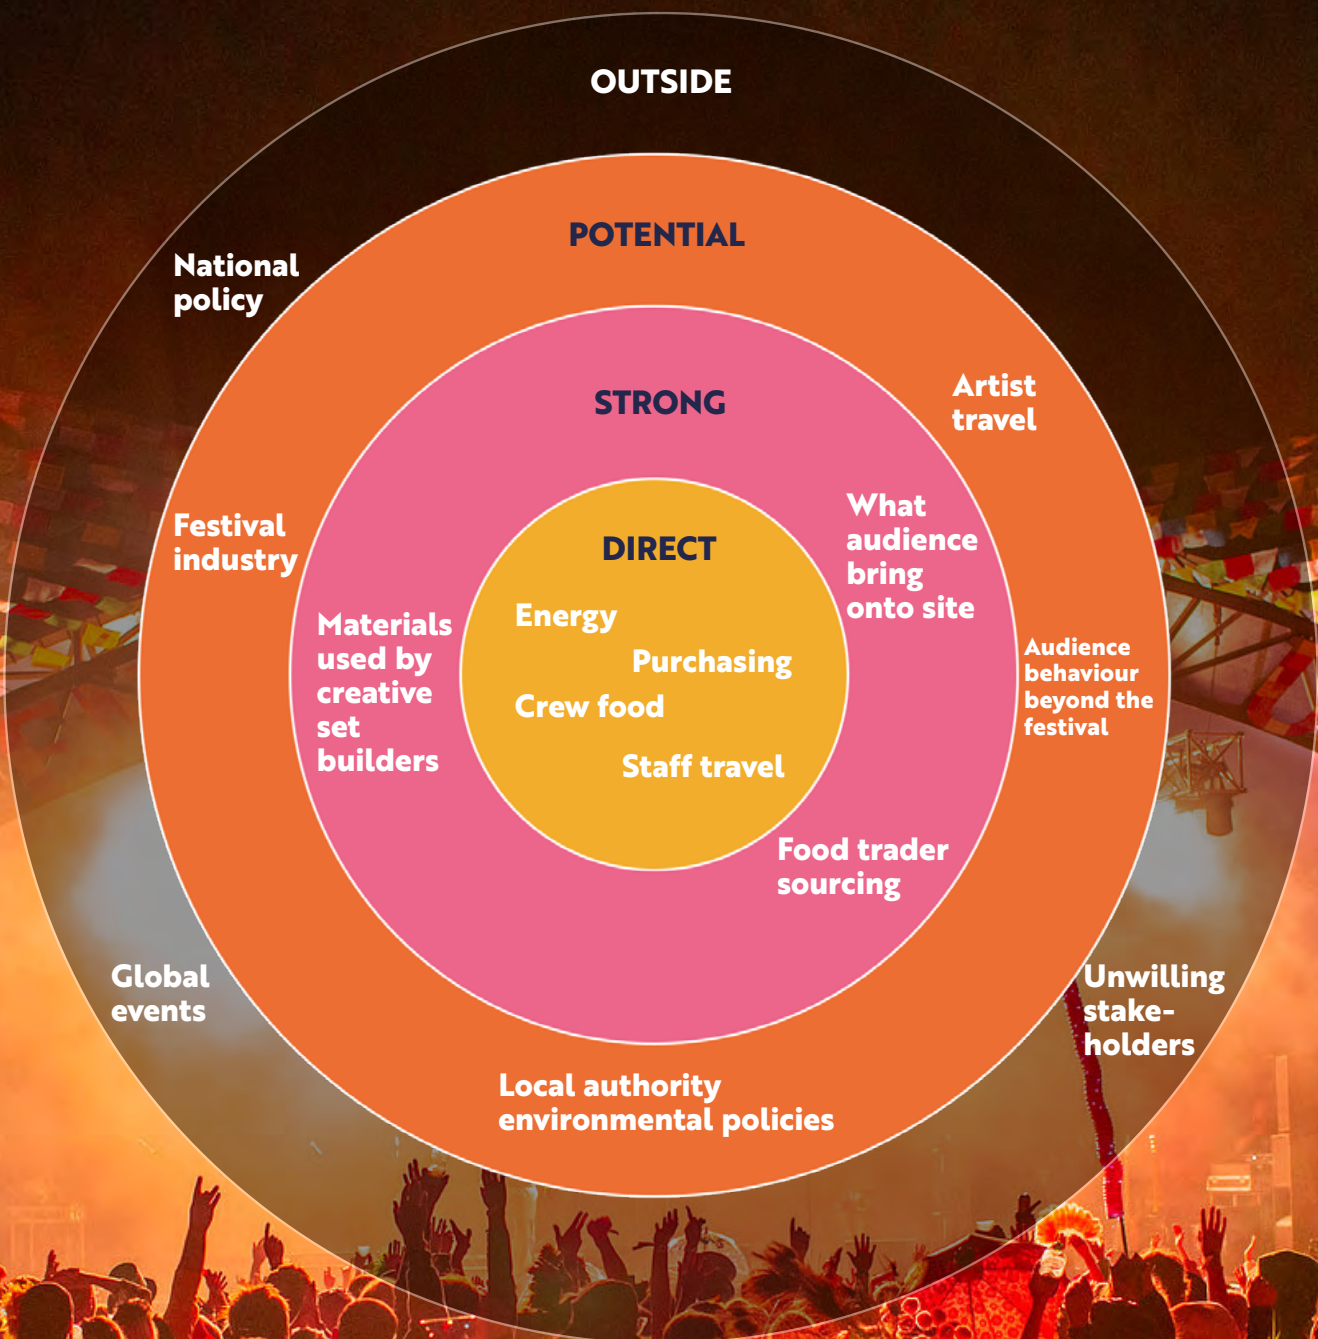 OUTSIDE
POTENTIAL
National
policy
STRONG
Artist
travel
What
audience
bring
onto site
Festival
industry
DIRECT
Energy
Purchasing
Crew food
Staff travel
Materials
used by
creative
set
builders
Audience
behaviour
beyond the
festival
Food trader
sourcing
Global
events
Unwilling
stake-
holders
Local authority
environmental policies